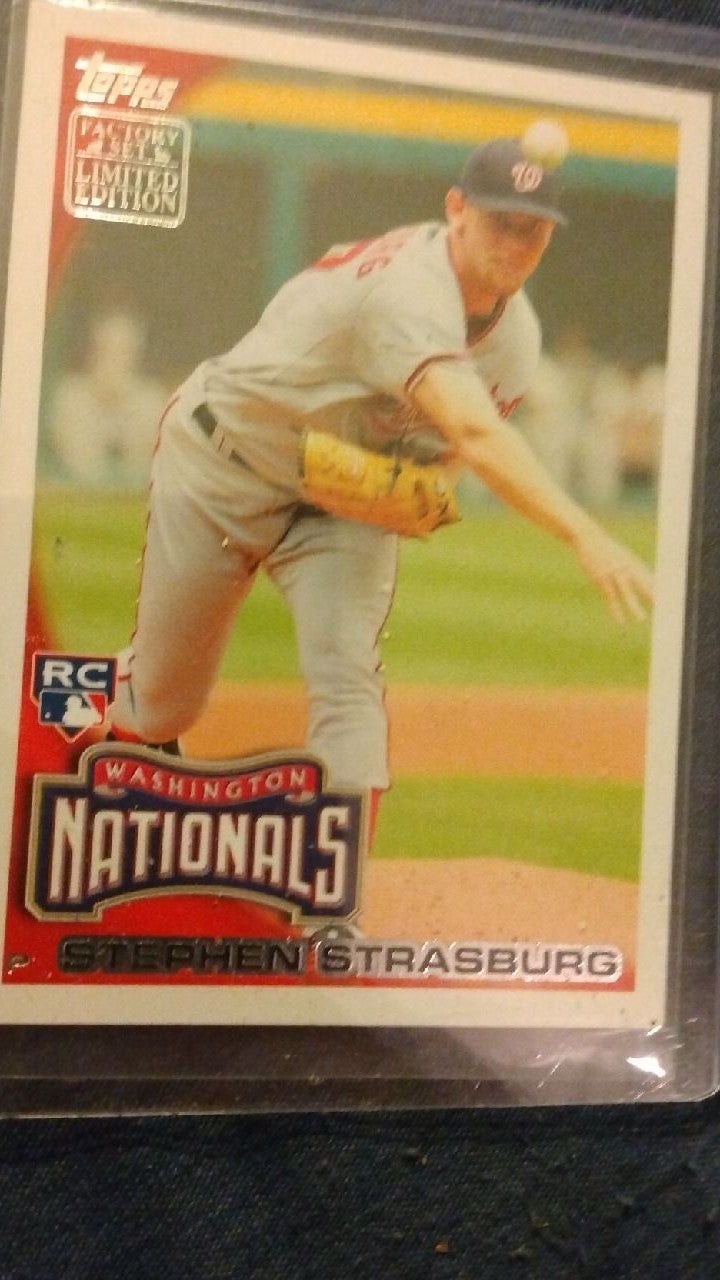 Topps
FACTORY
SET
LIMITED
EDITION
W
RC
WASHINGTON
NATIONALS
STEPHEN STRASBURG